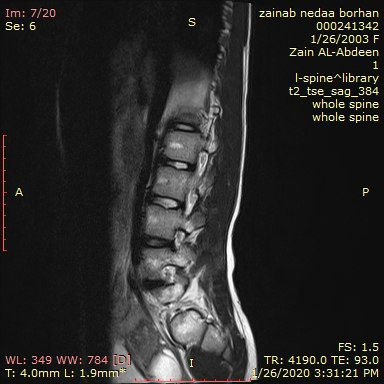 Im: 7/20
Se: 6
S
zainab nedaa borhan
000241342
1/26/2003 F
Zain AL-Abdeen
1
l-spine^library
t2_tse_sag_384
whole spine
whole spine
A
P
WL: 349 WW: 784 [D]
T: 4.0mm L: 1.9mm*
I
FS: 1.5
TR: 4190.0 TE: 93.0
1/26/2020 3:31:21 PM